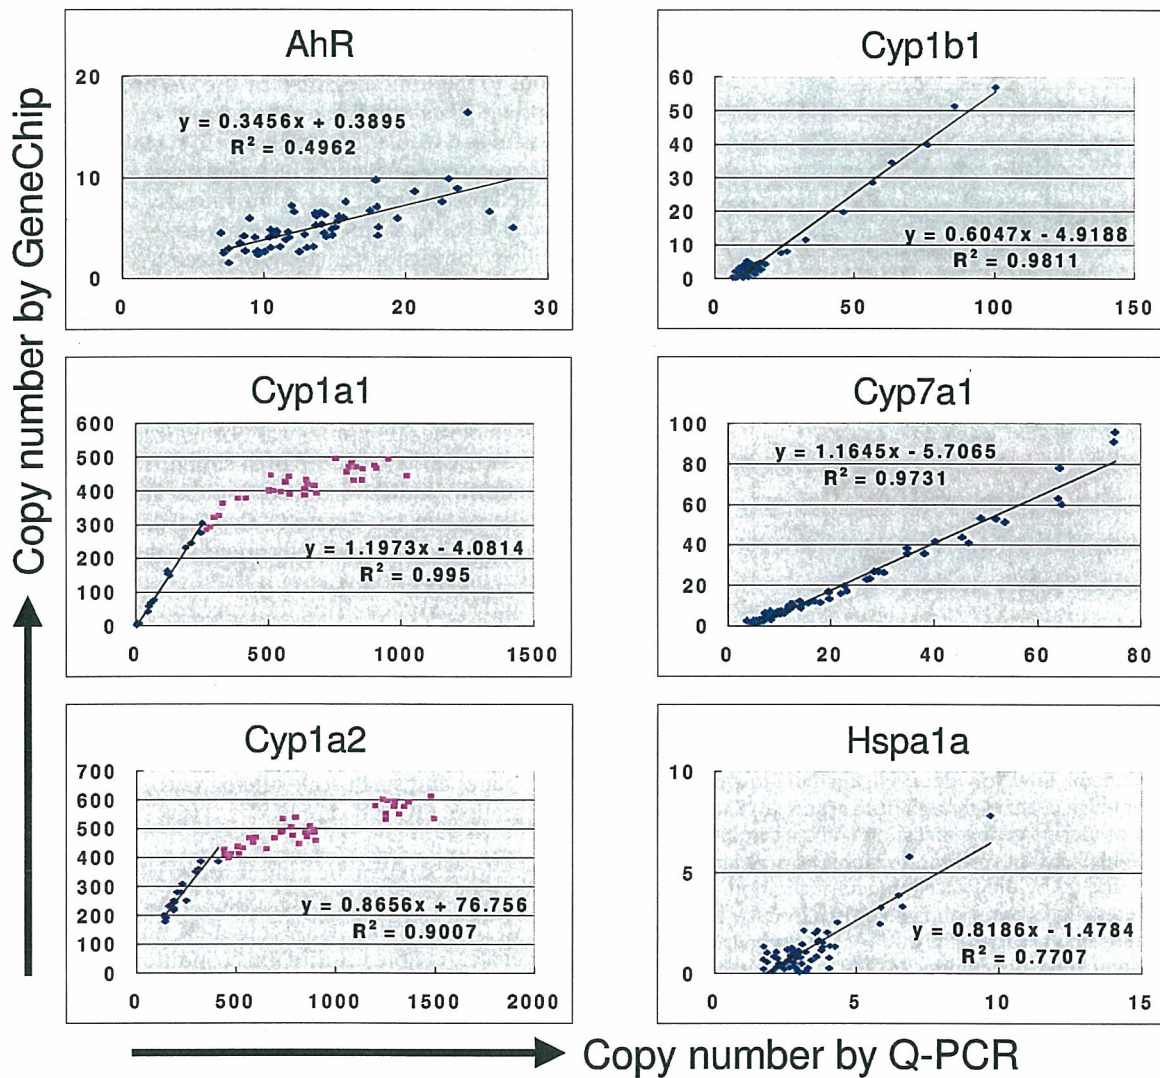 Copy number by GeneChip
AhR
20
10
0
y = 0.3456x + 0.3895
R² = 0.4962
0 10 20 30
Cyp1b1
60
50
40
30
20
10
0
y = 0.6047x - 4.9188
R² = 0.9811
0 50 100 150
Cyp1a1
600
500
400
300
200
100
0
y = 1.1973x - 4.0814
R² = 0.995
0 500 1000 1500
Cyp7a1
100
80
60
40
20
0
y = 1.1645x - 5.7065
R² = 0.9731
0 20 40 60 80
Cyp1a2
700
600
500
400
300
200
100
0
y = 0.8656x + 76.756
R² = 0.9007
0 500 1000 1500 2000
Hspa1a
10
5
0
y = 0.8186x - 1.4784
R² = 0.7707
0 5 10 15
Copy number by Q-PCR